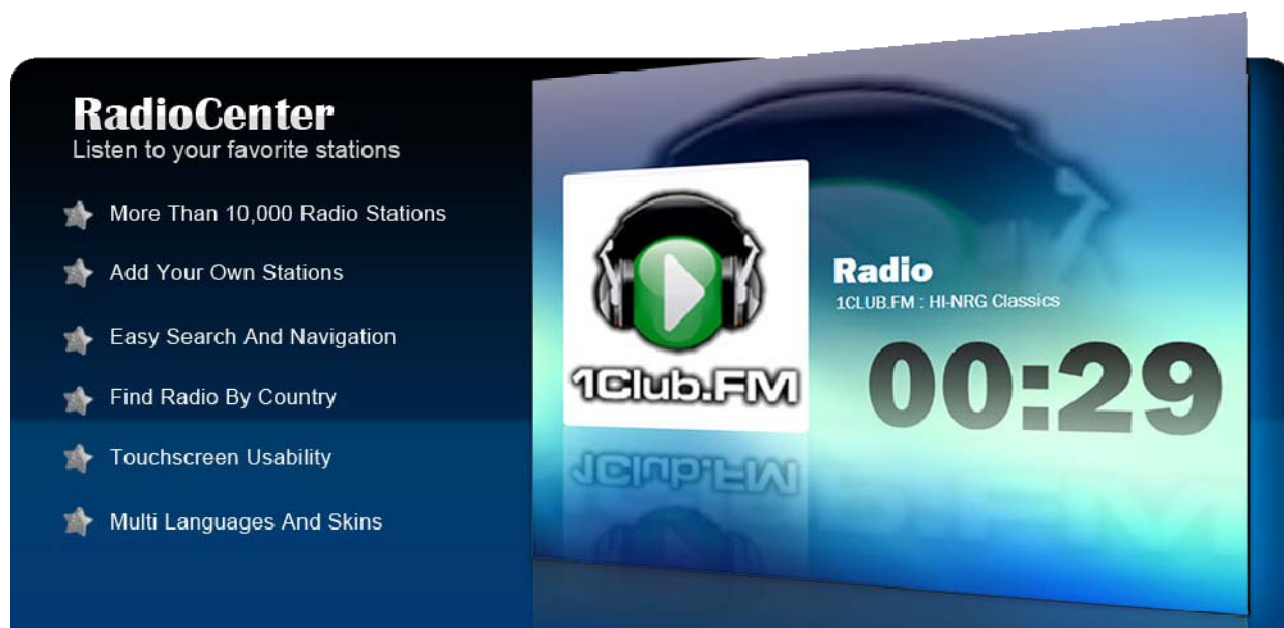 RadioCenter
Listen to your favorite stations
More Than 10,000 Radio Stations
Add Your Own Stations
Easy Search And Navigation
Find Radio By Country
Touchscreen Usability
Multi Languages And Skins
1Club.FM
Radio
1CLUB.FM : HI-NRG Classics
00:29